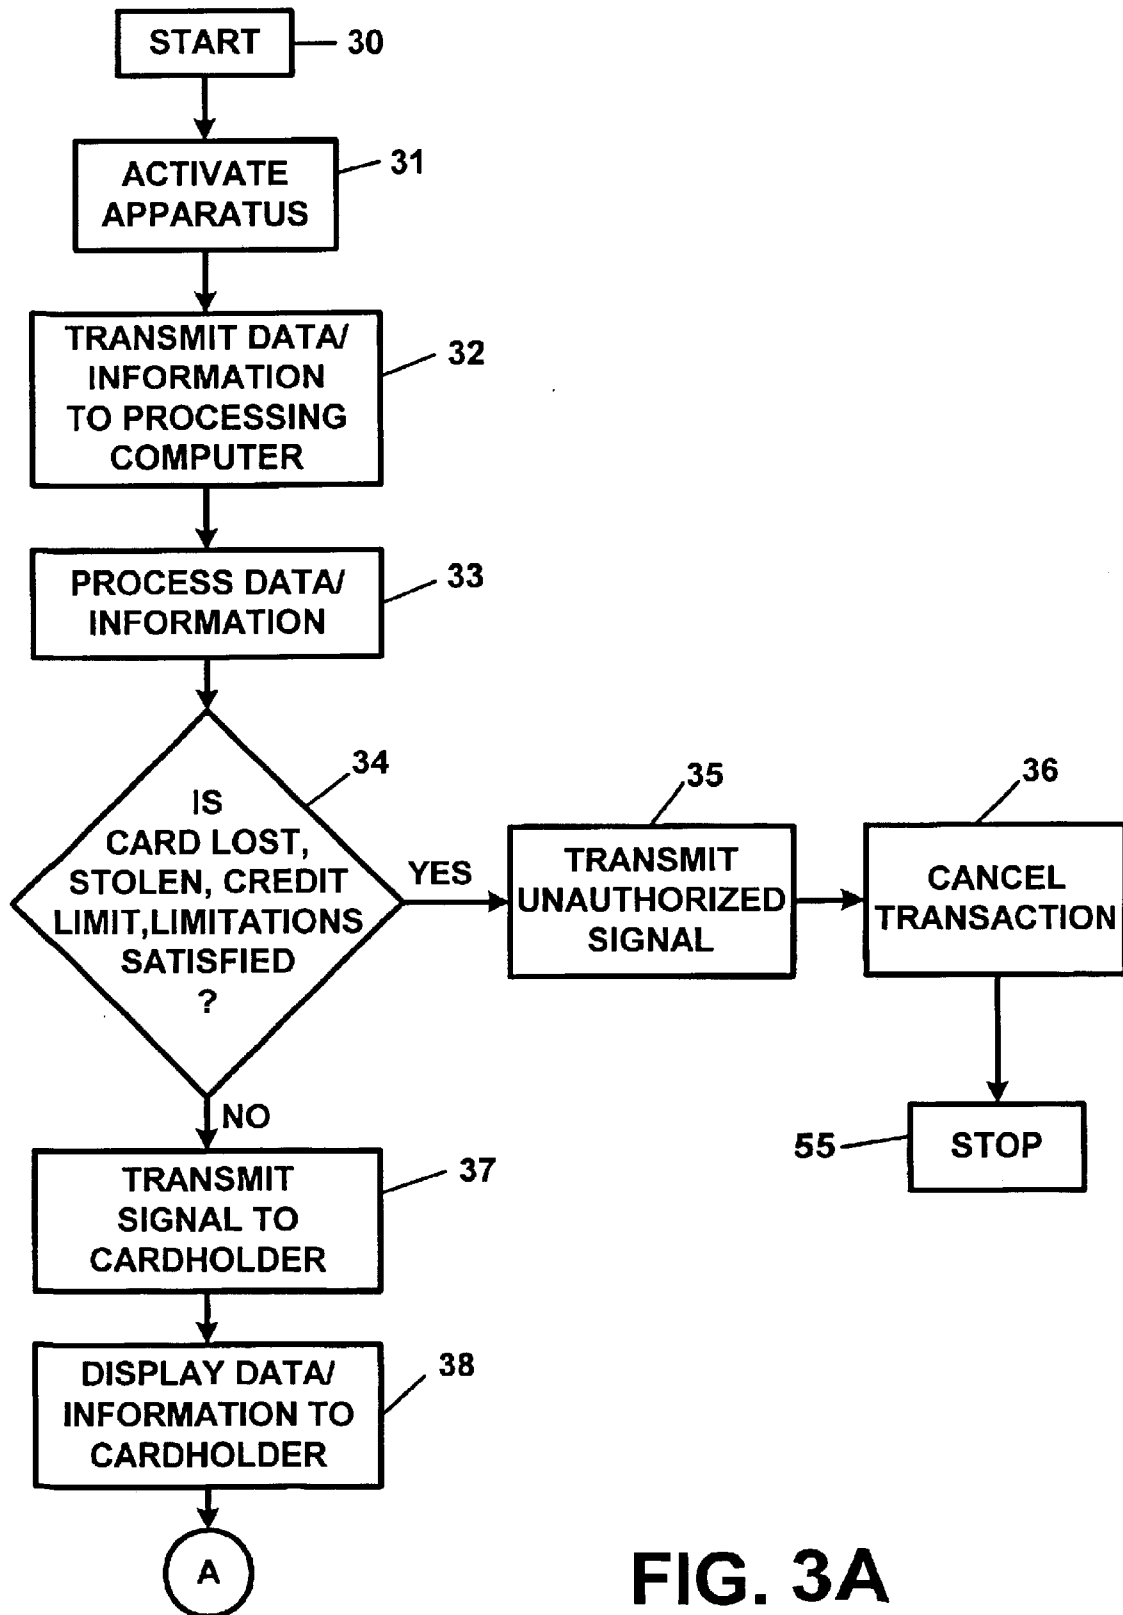 START
30
ACTIVATE
APPARATUS
31
TRANSMIT DATA/
INFORMATION
TO PROCESSING
COMPUTER
32
PROCESS DATA/
INFORMATION
33
IS
CARD LOST,
STOLEN, CREDIT
LIMIT,LIMITATIONS
SATISFIED
?
34
YES
TRANSMIT
UNAUTHORIZED
SIGNAL
35
CANCEL
TRANSACTION
36
STOP
55
NO
TRANSMIT
SIGNAL TO
CARDHOLDER
37
DISPLAY DATA/
INFORMATION TO
CARDHOLDER
38
A
FIG. 3A